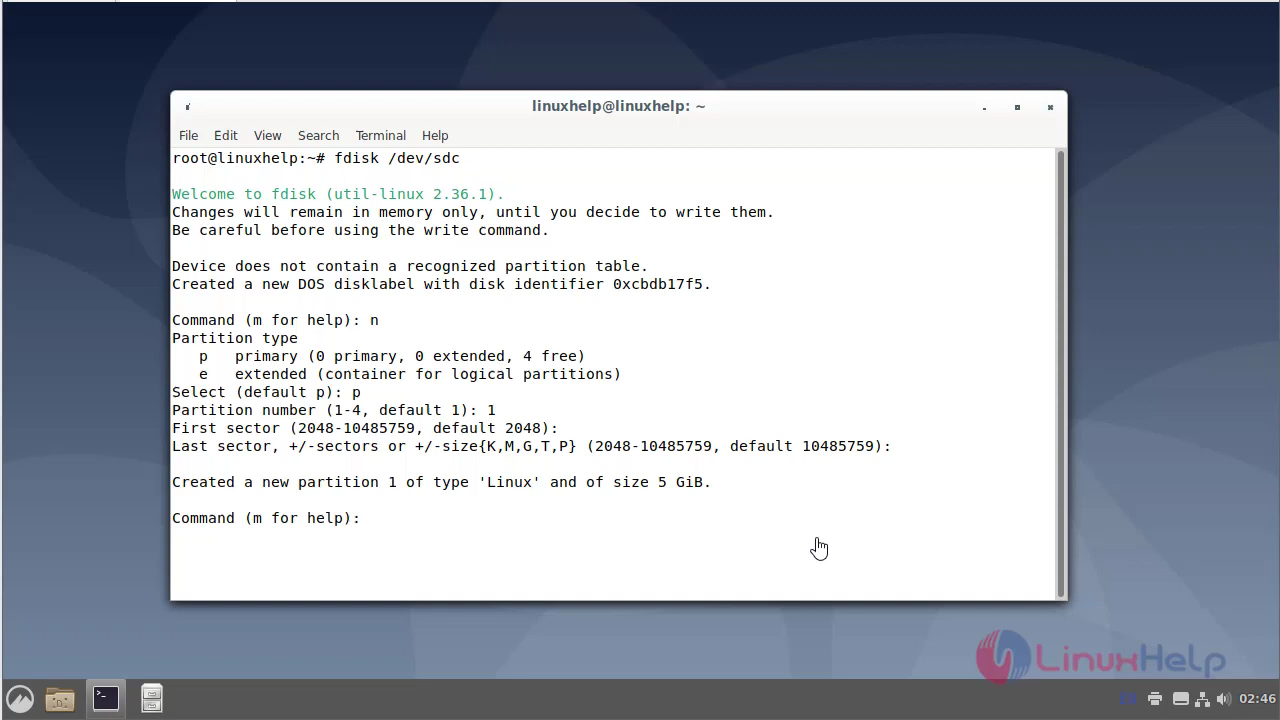 linuxhelp@linuxhelp: ~
File Edit View Search Terminal Help
root@linuxhelp:~# fdisk /dev/sdc
Welcome to fdisk (util-linux 2.36.1).
Changes will remain in memory only, until you decide to write them.
Be careful before using the write command.
Device does not contain a recognized partition table.
Created a new DOS disklabel with disk identifier 0xcbdb17f5.
Command (m for help): n
Partition type
   p   primary (0 primary, 0 extended, 4 free)
   e   extended (container for logical partitions)
Select (default p): p
Partition number (1-4, default 1): 1
First sector (2048-10485759, default 2048):
Last sector, +/-sectors or +/-size{K,M,G,T,P} (2048-10485759, default 10485759):
Created a new partition 1 of type 'Linux' and of size 5 GiB.
Command (m for help):
LinuxHelp
02:46